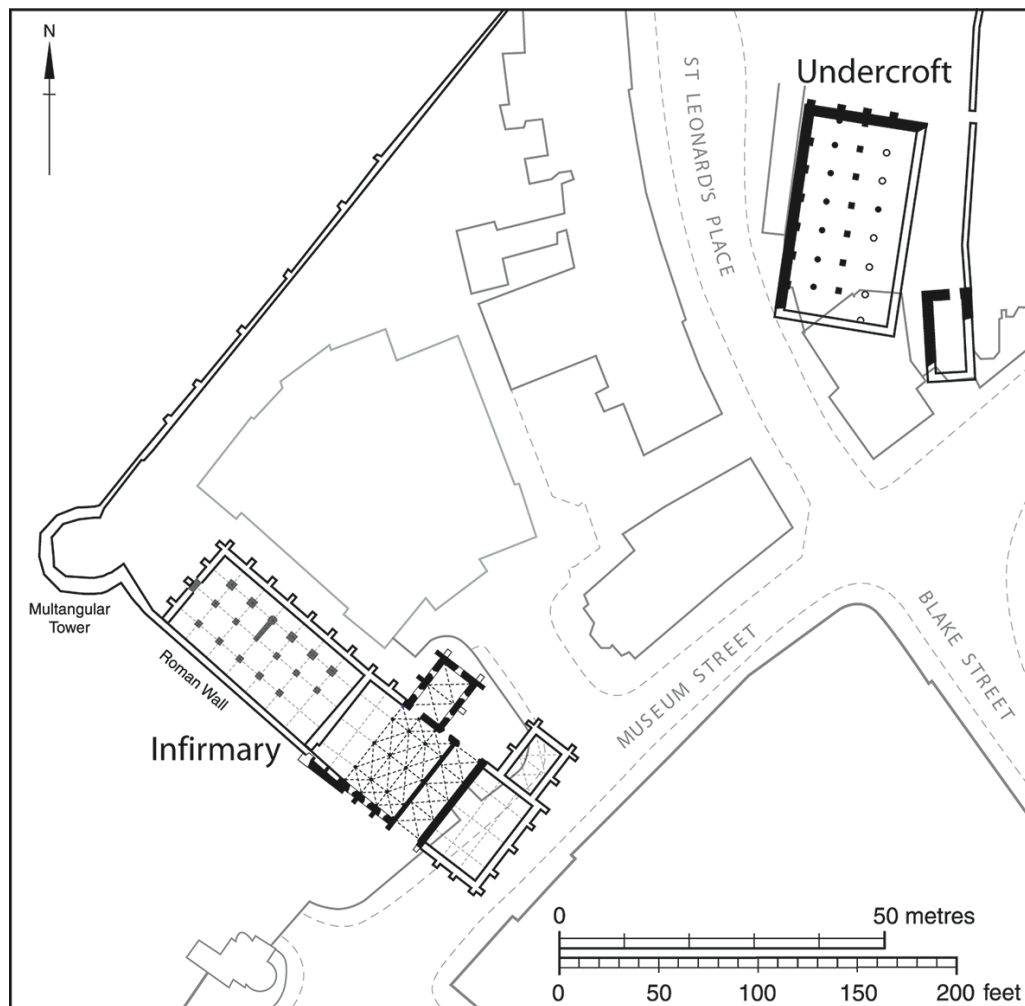 N
Undercroft
ST LEONARD'S PLACE
Multangular
Tower
Roman Wall
Infirmary
MUSEUM STREET
BLAKE STREET
0 50 metres
0 50 100 150 200 feet